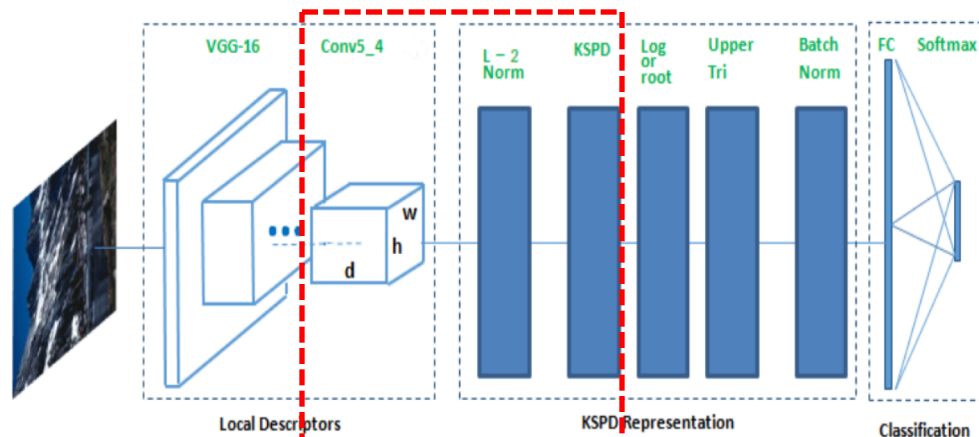 VGG-16
Conv5_4
L – 2
Norm
KSPD
Log
or
root
Upper
Tri
Batch
Norm
FC
Softmax
w
h
d
Local Descriptors
KSPD Representation
Classification